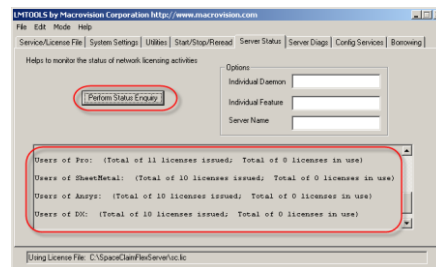 LMTOOLS by Macrovision Corporation http://www.macrovision.com
File Edit Mode Help
Service/License File System Settings Utilities Start/Stop/Reread Server Status Server Diags Config Services Borrowing
Helps to monitor the status of network licensing activities
Options
Individual Daemon
Perform Status Enquiry
Individual Feature
Server Name
Users of Pro: (Total of 11 licenses issued; Total of 0 licenses in use)
Users of SheetMetal: (Total of 10 licenses issued; Total of 0 licenses in use)
Users of Ansys: (Total of 10 licenses issued; Total of 0 licenses in use)
Users of DX: (Total of 10 licenses issued; Total of 0 licenses in use)
Using License File: C:\SpaceClaimFlexServer\sc.lic